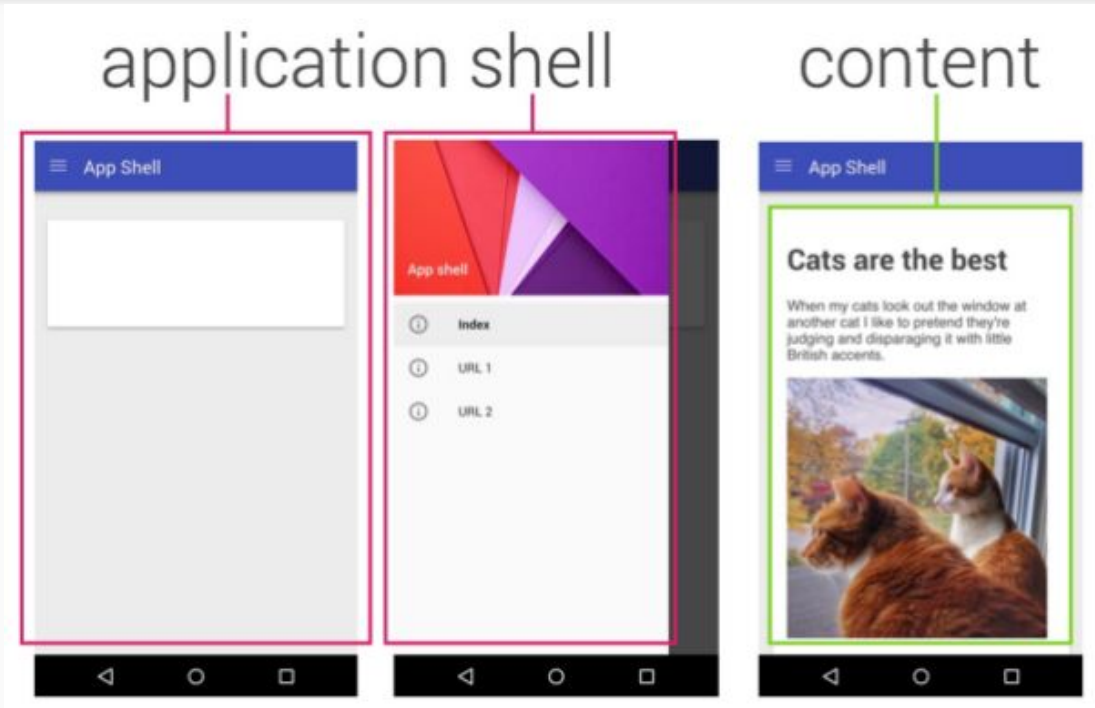 application shell
content
App Shell
App shell
Index
URL 1
URL 2
App Shell
Cats are the best
When my cats look out the window at
another cat I like to pretend they're
judging and disparaging it with little
British accents.